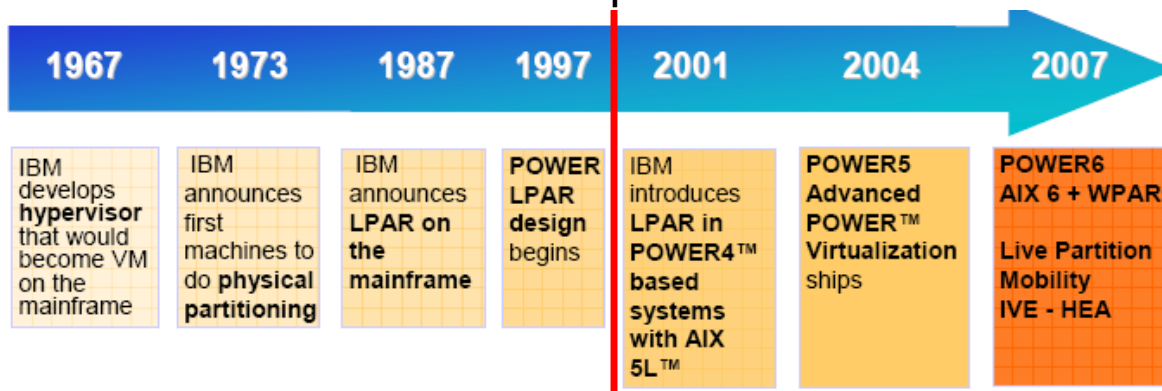 1967 1973 1987 1997 2001 2004 2007
IBM
develops
hypervisor
that would
become VM
on the
mainframe
IBM
announces
first
machines to
do physical
partitioning
IBM
announces
LPAR on
the
mainframe
POWER
LPAR
design
begins
IBM
introduces
LPAR in
POWER4™
based
systems
with AIX
5L™
POWER5
Advanced
POWER™
Virtualization
ships
POWER6
AIX 6 + WPAR
Live Partition
Mobility
IVE - HEA